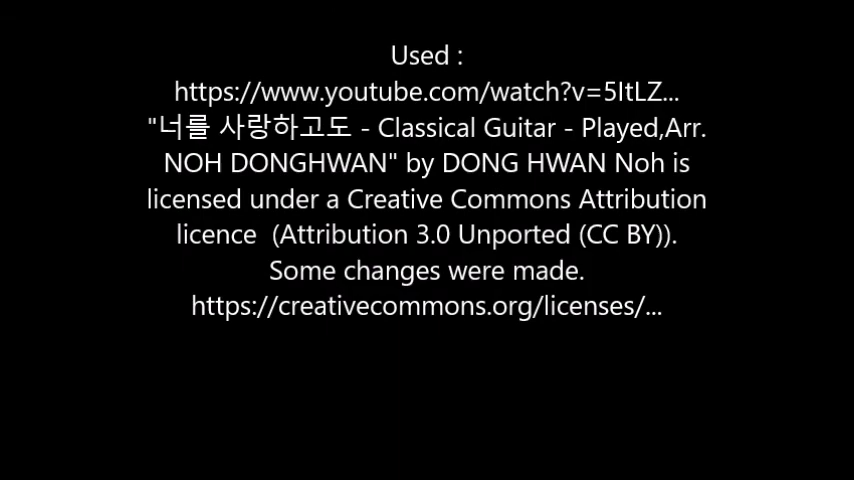 Used :
https://www.youtube.com/watch?v=5ItLZ...
"너를 사랑하고도 - Classical Guitar - Played,Arr.
NOH DONGHWAN" by DONG HWAN Noh is
licensed under a Creative Commons Attribution
licence  (Attribution 3.0 Unported (CC BY)).
Some changes were made.
https://creativecommons.org/licenses/...